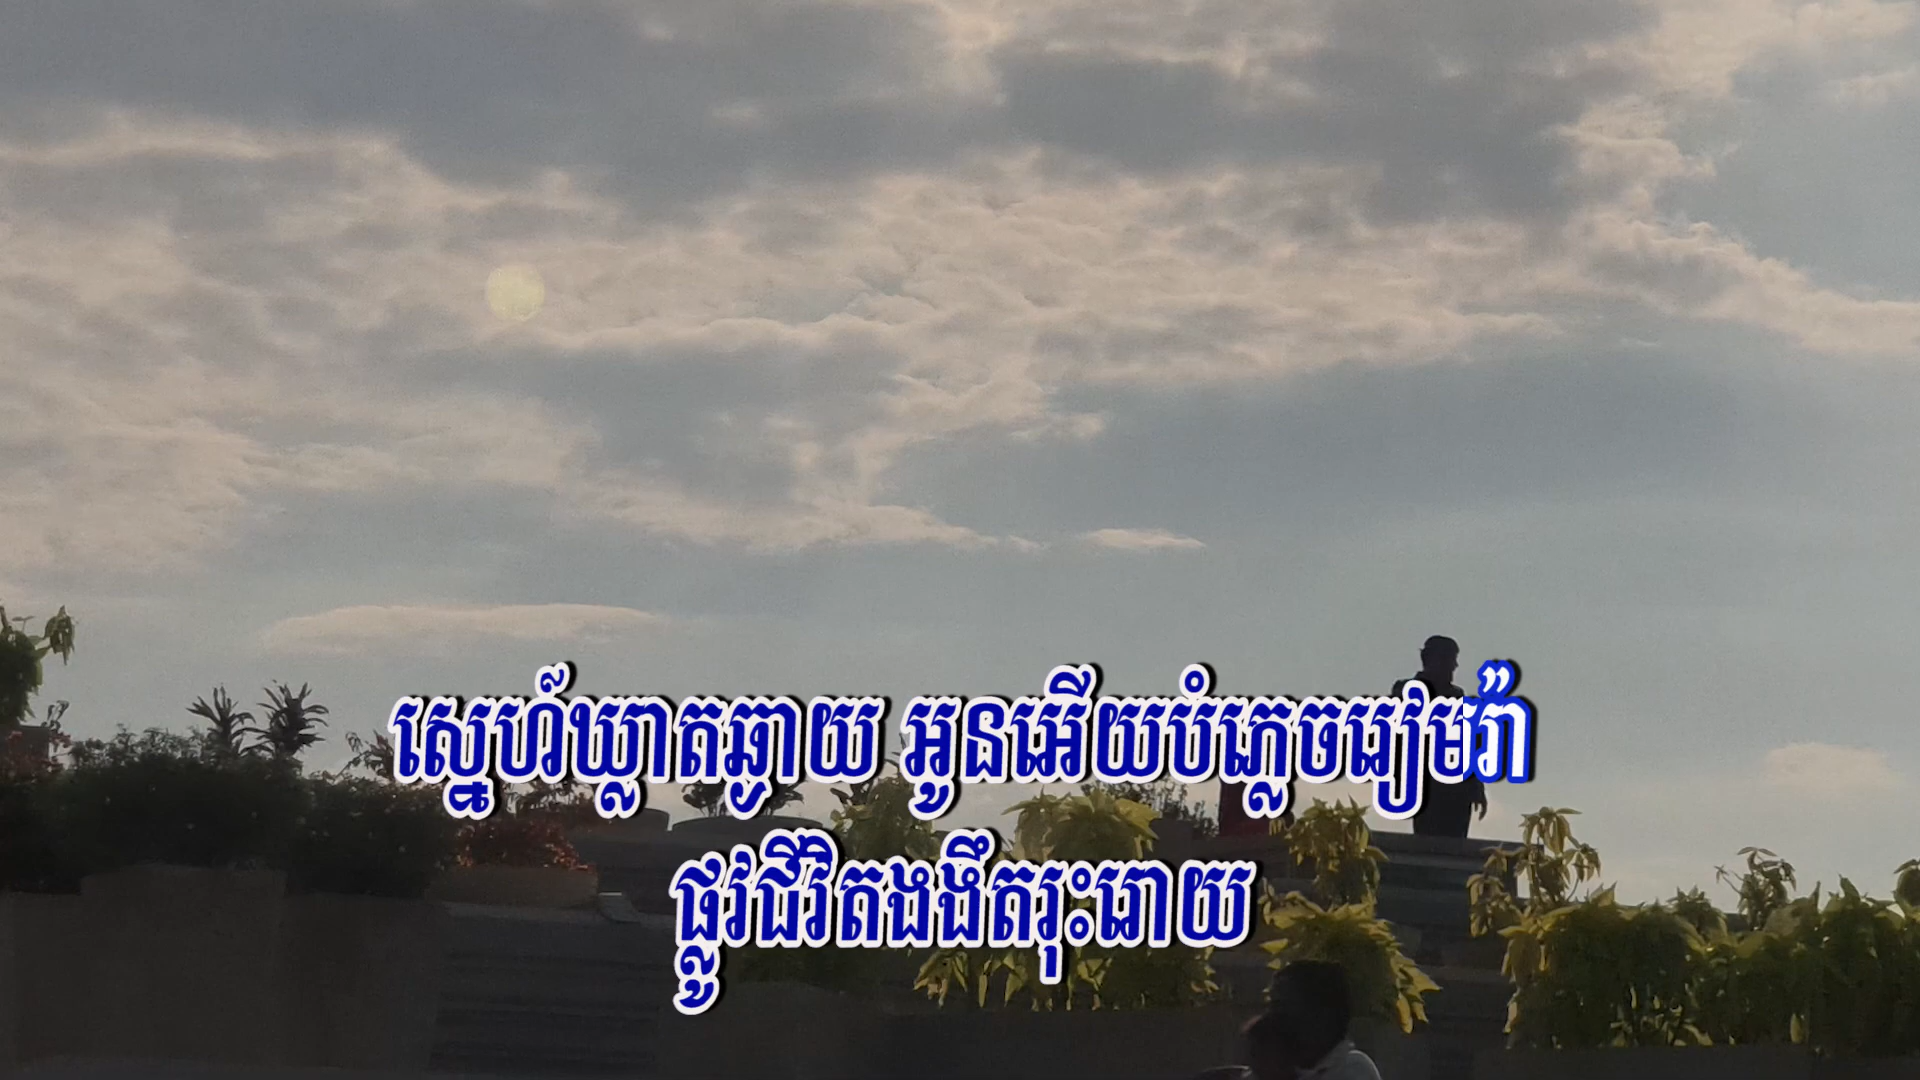 ស្នេហ៍ឃ្លាតឆ្ងាយ អូនអើយបំភ្លេចរៀមរ៉ា
ផ្លូវជីវិតងងឹតរុះរោយ